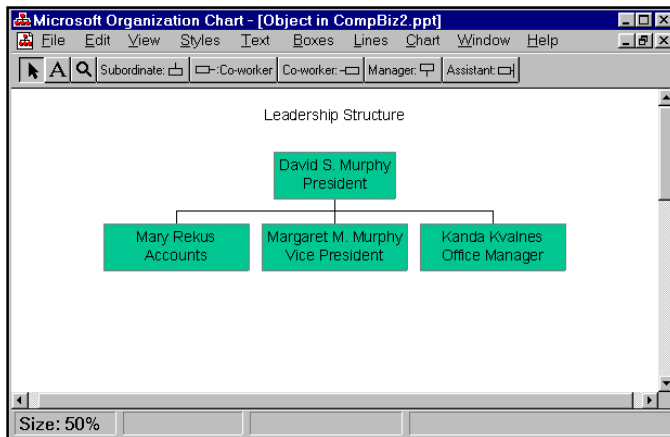 Microsoft Organization Chart - [Object in CompBiz2.ppt]
File Edit View Styles Text Boxes Lines Chart Window Help
A Subordinate: :Co-worker Co-worker: Manager: Assistant:
Leadership Structure
David S. Murphy
President
Mary Rekus
Accounts
Margaret M. Murphy
Vice President
Kanda Kvalnes
Office Manager
Size: 50%